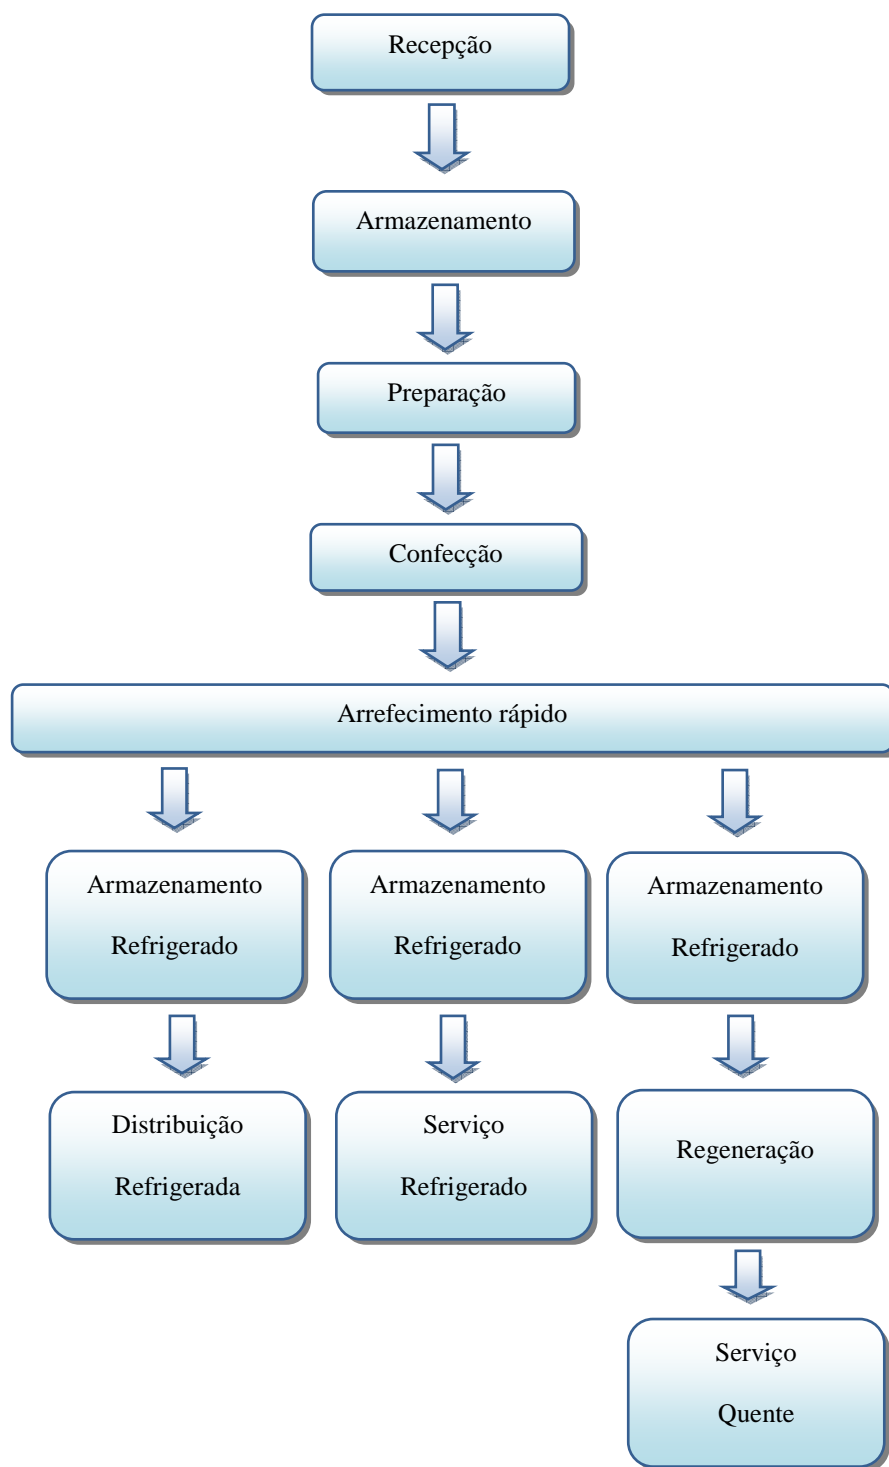 Recepção
Armazenamento
Preparação
Confecção
Arrefecimento rápido
Armazenamento
Refrigerado
Armazenamento
Refrigerado
Armazenamento
Refrigerado
Distribuição
Refrigerada
Serviço
Refrigerado
Regeneração
Serviço
Quente